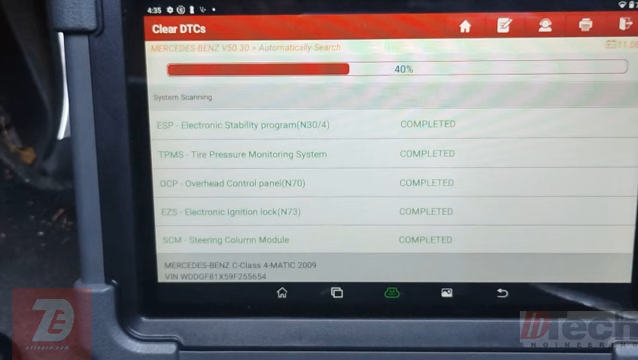 4:35
Clear DTCs
MERCEDES-BENZ V50.30 > Automatically Search
40%
System Scanning
ESP - Electronic Stability program(N30/4) COMPLETED
TPMS - Tire Pressure Monitoring System COMPLETED
OCP - Overhead Control panel(N70) COMPLETED
EZS - Electronic Ignition lock(N73) COMPLETED
SCM - Steering Column Module COMPLETED
MERCEDES-BENZ C-Class 4-MATIC 2009
VIN WDDGF81X59F255654
Tech
ENGINEERING